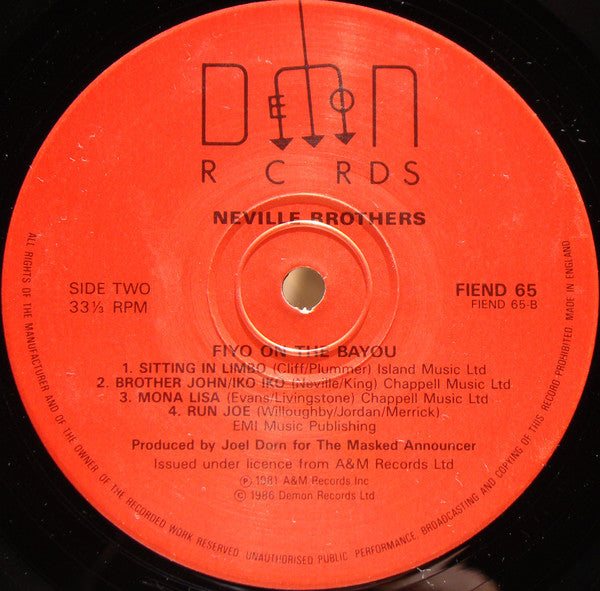 DEMON
RECORDS
NEVILLE BROTHERS
SIDE TWO
33⅓ RPM
FIEND 65
FIEND 65-B
FIYO ON THE BAYOU
1. SITTING IN LIMBO (Cliff/Plummer) Island Music Ltd
2. BROTHER JOHN/IKO IKO (Neville/King) Chappell Music Ltd
3. MONA LISA (Evans/Livingstone) Chappell Music Ltd
4. RUN JOE (Willoughby/Jordan/Merrick)
EMI Music Publishing
Produced by Joel Dorn for The Masked Announcer
Issued under licence from A&M Records Ltd
℗ 1981 A&M Records Inc
© 1986 Demon Records Ltd
ALL RIGHTS OF THE MANUFACTURER AND OF THE OWNER OF THE RECORDED WORK RESERVED. UNAUTHORISED PUBLIC PERFORMANCE, BROADCASTING AND COPYING OF THIS RECORD PROHIBITED. MADE IN ENGLAND